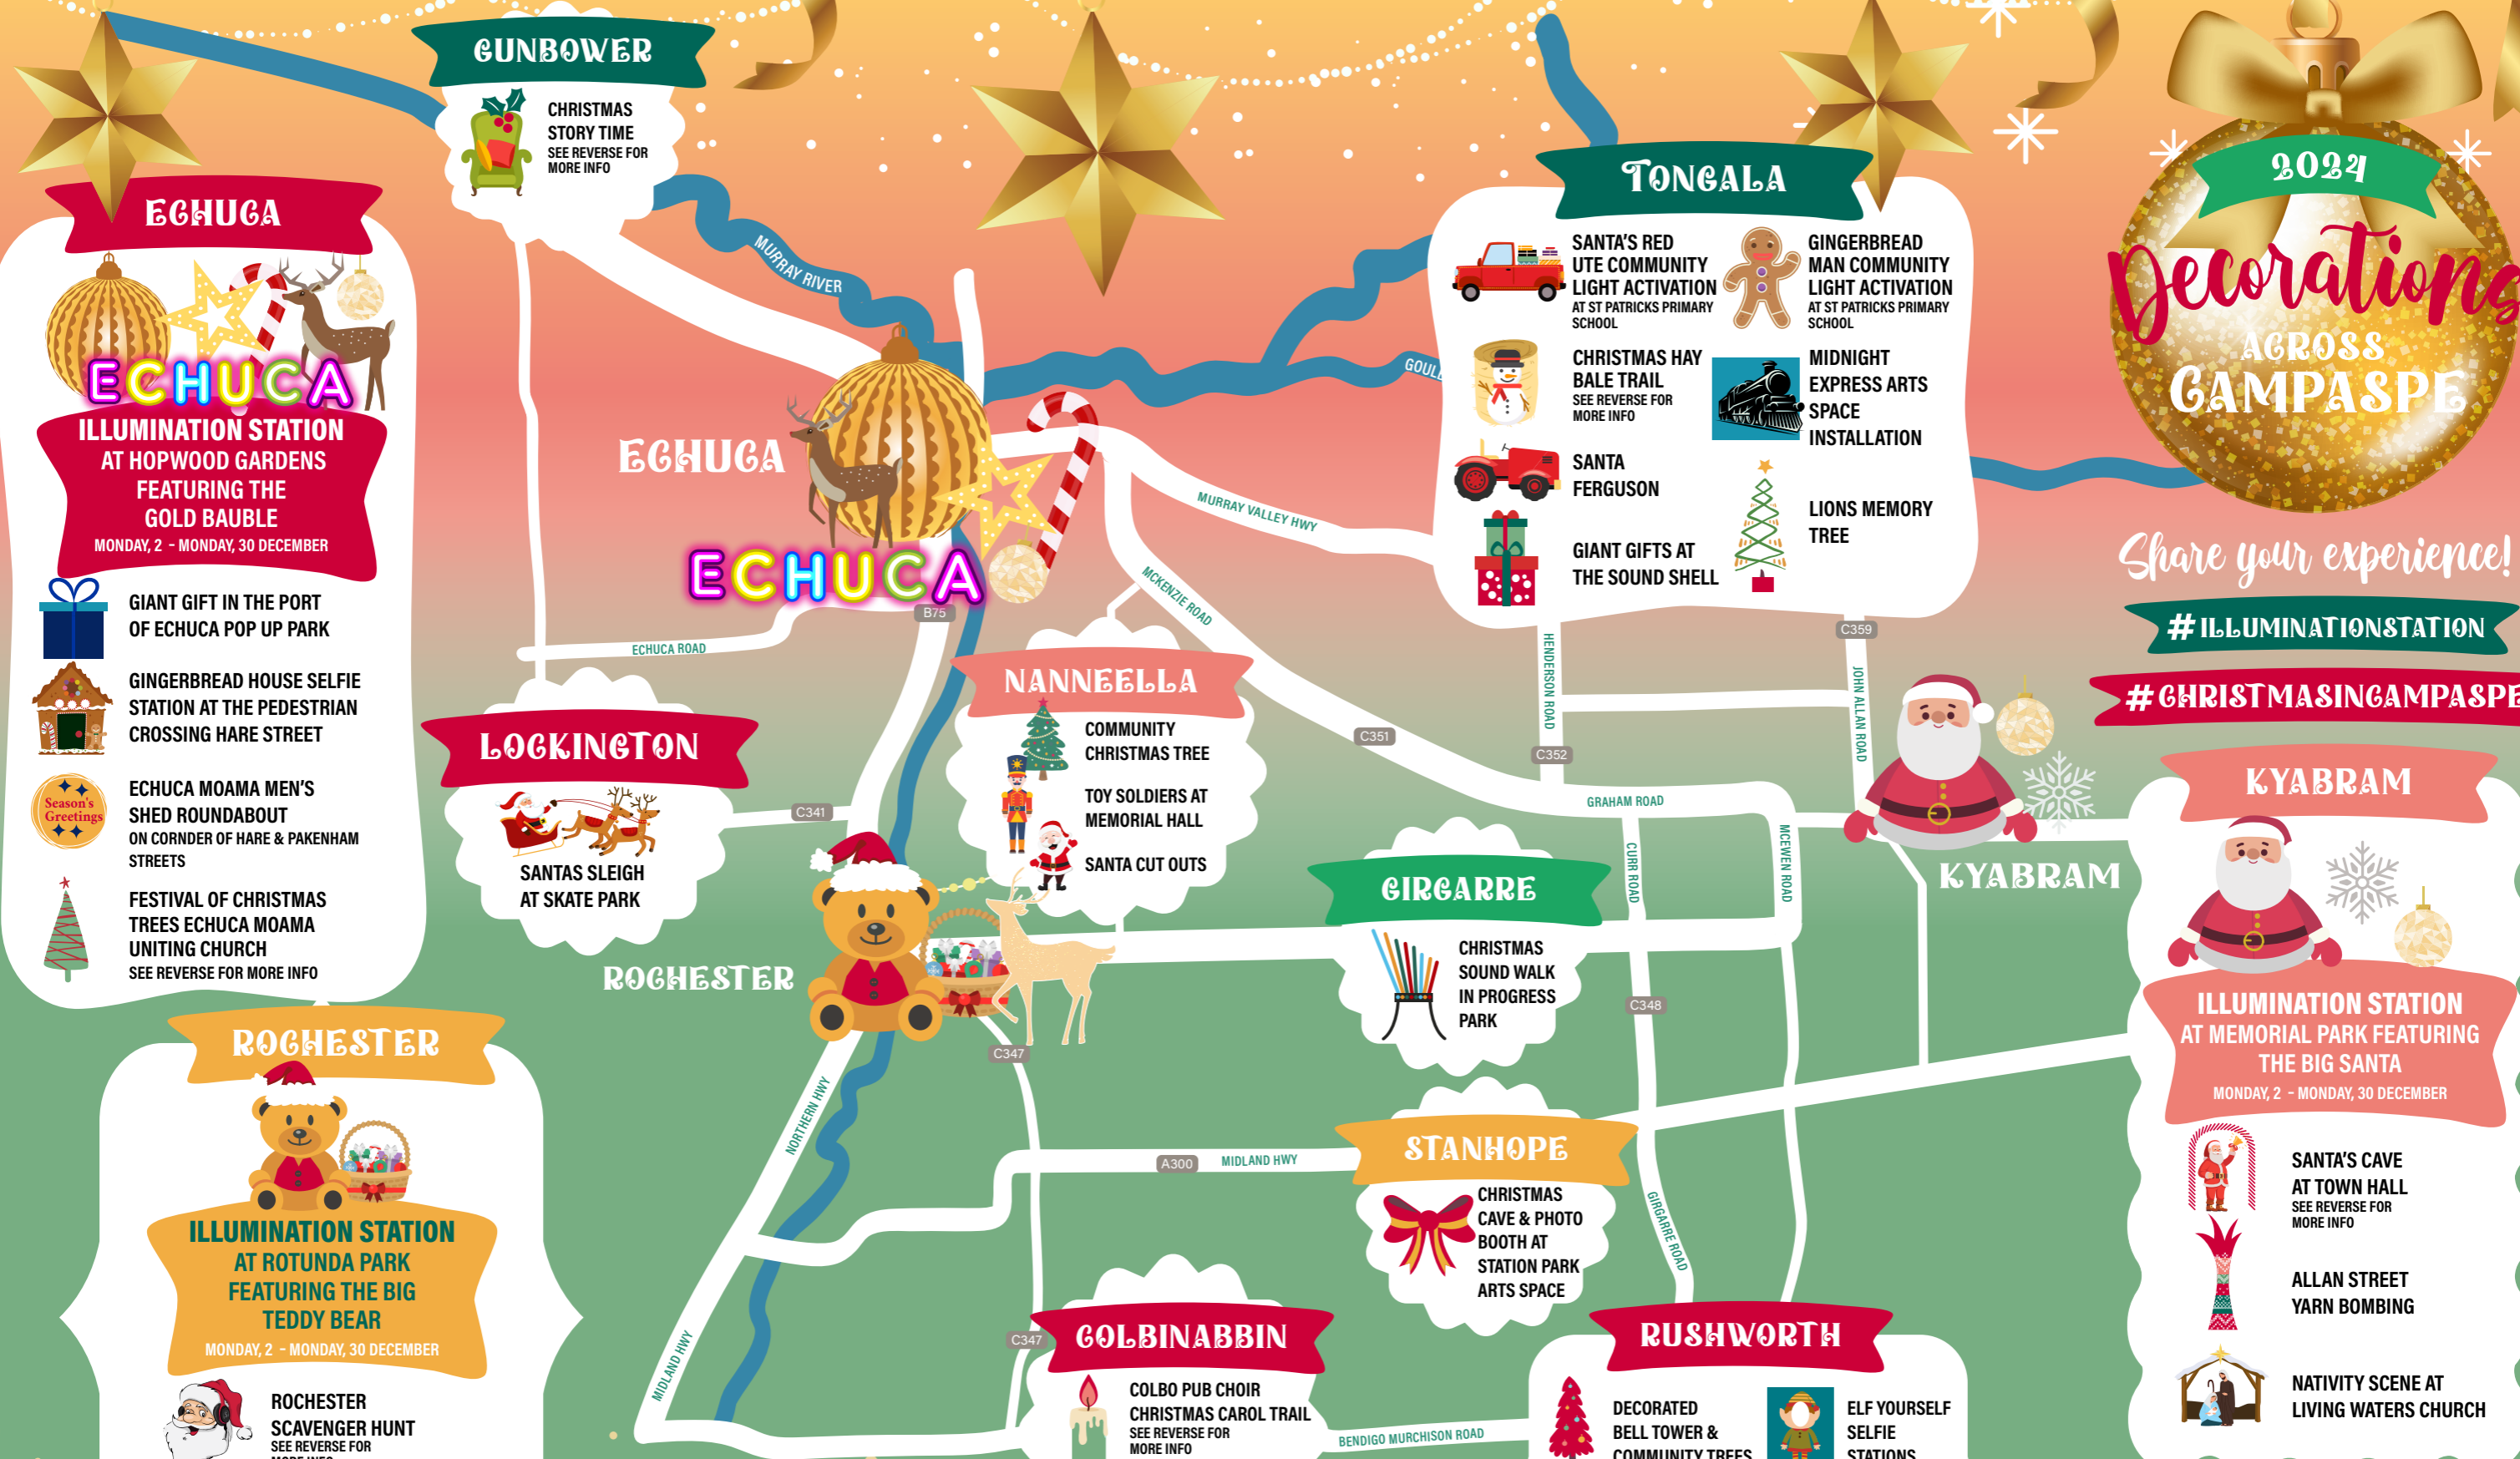 GUNBOWER
CHRISTMAS
STORY TIME
SEE REVERSE FOR
MORE INFO
ECHUCA
ECHUCA
ILLUMINATION STATION
AT HOPWOOD GARDENS
FEATURING THE
GOLD BAUBLE
MONDAY, 2 - MONDAY, 30 DECEMBER
GIANT GIFT IN THE PORT
OF ECHUCA POP UP PARK
GINGERBREAD HOUSE SELFIE
STATION AT THE PEDESTRIAN
CROSSING HARE STREET
Season's
Greetings
ECHUCA MOAMA MEN'S
SHED ROUNDABOUT
ON CORNDER OF HARE & PAKENHAM
STREETS
FESTIVAL OF CHRISTMAS
TREES ECHUCA MOAMA
UNITING CHURCH
SEE REVERSE FOR MORE INFO
ROCHESTER
ILLUMINATION STATION
AT ROTUNDA PARK
FEATURING THE BIG
TEDDY BEAR
MONDAY, 2 - MONDAY, 30 DECEMBER
ROCHESTER
SCAVENGER HUNT
SEE REVERSE FOR
MORE INFO
MURRAY RIVER
ECHUCA
ECHUCA
B75
ECHUCA ROAD
MURRAY VALLEY HWY
MCKENZIE ROAD
LOCKINGTON
SANTAS SLEIGH
AT SKATE PARK
C341
NANNEELLA
COMMUNITY
CHRISTMAS TREE
TOY SOLDIERS AT
MEMORIAL HALL
SANTA CUT OUTS
ROCHESTER
C347
NORTHERN HWY
MIDLAND HWY
A300
MIDLAND HWY
C347
COLBINABBIN
COLBO PUB CHOIR
CHRISTMAS CAROL TRAIL
SEE REVERSE FOR
MORE INFO
BENDIGO MURCHISON ROAD
TONGALA
SANTA'S RED
UTE COMMUNITY
LIGHT ACTIVATION
AT ST PATRICKS PRIMARY
SCHOOL
GINGERBREAD
MAN COMMUNITY
LIGHT ACTIVATION
AT ST PATRICKS PRIMARY
SCHOOL
CHRISTMAS HAY
BALE TRAIL
SEE REVERSE FOR
MORE INFO
MIDNIGHT
EXPRESS ARTS
SPACE
INSTALLATION
SANTA
FERGUSON
LIONS MEMORY
TREE
GIANT GIFTS AT
THE SOUND SHELL
C359
HENDERSON ROAD
JOHN ALLAN ROAD
C351
C352
GRAHAM ROAD
CURR ROAD
MCEWEN ROAD
GIRGARRE
CHRISTMAS
SOUND WALK
IN PROGRESS
PARK
C348
STANHOPE
CHRISTMAS
CAVE & PHOTO
BOOTH AT
STATION PARK
ARTS SPACE
GIRGARRE ROAD
RUSHWORTH
DECORATED
BELL TOWER &
COMMUNITY TREES
ELF YOURSELF
SELFIE
STATIONS
2024
Decorations
ACROSS
CAMPASPE
Share your experience!
#ILLUMINATIONSTATION
#CHRISTMASINCAMPASPE
KYABRAM
KYABRAM
ILLUMINATION STATION
AT MEMORIAL PARK FEATURING
THE BIG SANTA
MONDAY, 2 - MONDAY, 30 DECEMBER
SANTA'S CAVE
AT TOWN HALL
SEE REVERSE FOR
MORE INFO
ALLAN STREET
YARN BOMBING
NATIVITY SCENE AT
LIVING WATERS CHURCH